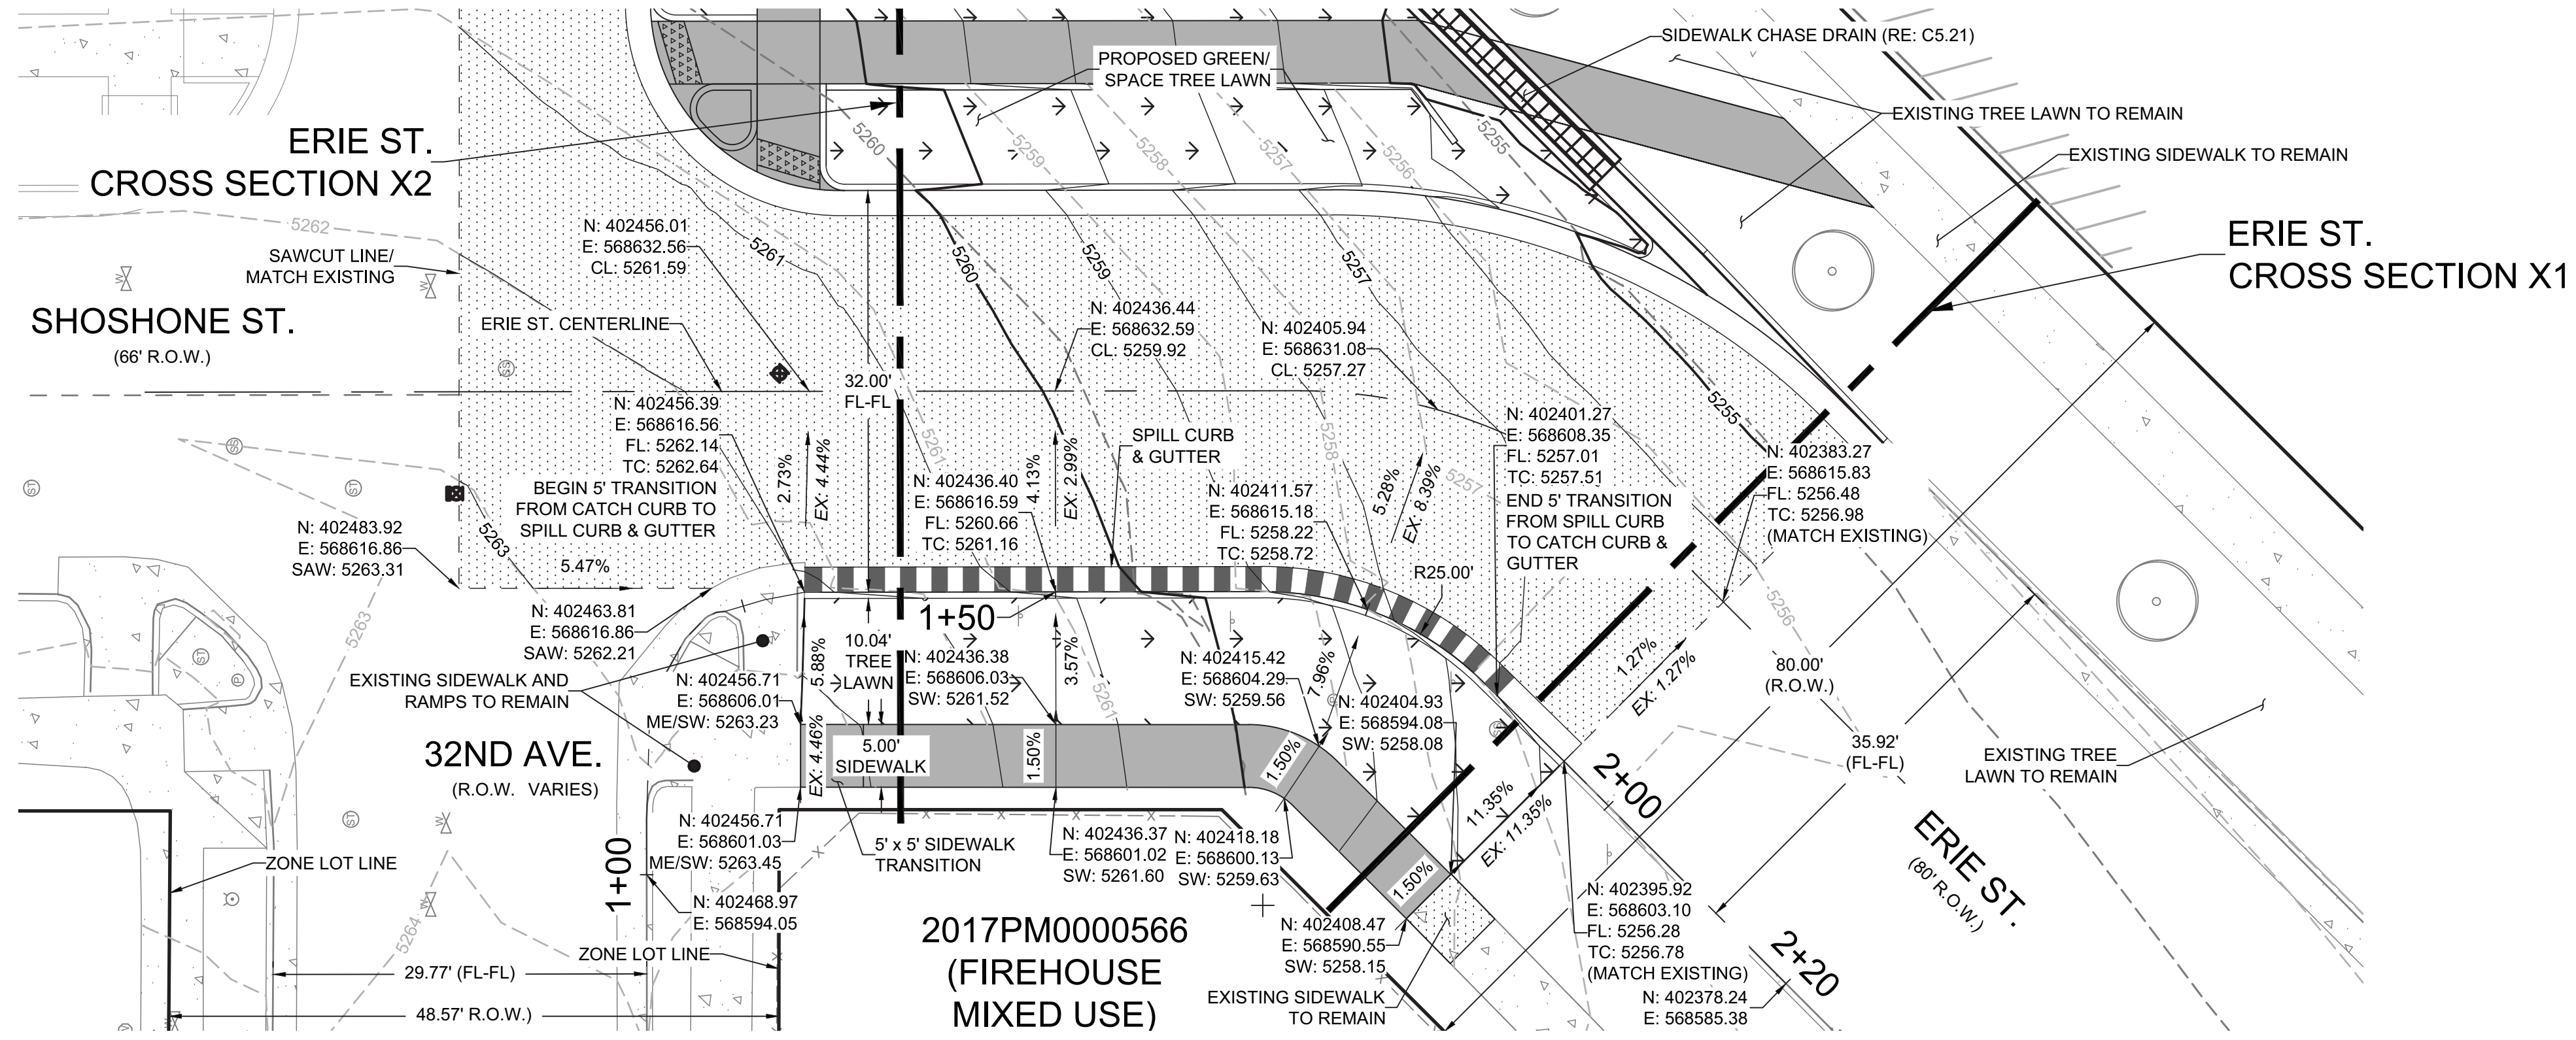 SIDEWALK CHASE DRAIN (RE: C5.21)
PROPOSED GREEN/
SPACE TREE LAWN
EXISTING TREE LAWN TO REMAIN
EXISTING SIDEWALK TO REMAIN
ERIE ST.
CROSS SECTION X2
ERIE ST.
CROSS SECTION X1
5260
5259
5258
5257
5256
5255
5262
5261
5260
5259
5257
5255
SAWCUT LINE/
MATCH EXISTING
N: 402456.01
E: 568632.56
CL: 5261.59
SHOSHONE ST.
(66' R.O.W.)
ERIE ST. CENTERLINE
N: 402436.44
E: 568632.59
CL: 5259.92
N: 402405.94
E: 568631.08
CL: 5257.27
32.00'
FL-FL
N: 402456.39
E: 568616.56
FL: 5262.14
TC: 5262.64
BEGIN 5' TRANSITION
FROM CATCH CURB TO
SPILL CURB & GUTTER
2.73%
EX: 4.44%
5261
N: 402436.40
E: 568616.59
FL: 5260.66
TC: 5261.16
4.13%
EX: 2.99%
SPILL CURB
& GUTTER
5258
N: 402411.57
E: 568615.18
FL: 5258.22
TC: 5258.72
5.28%
EX: 8.39%
5257
N: 402401.27
E: 568608.35
FL: 5257.01
TC: 5257.51
END 5' TRANSITION
FROM SPILL CURB
TO CATCH CURB &
GUTTER
N: 402383.27
E: 568615.83
FL: 5256.48
TC: 5256.98
(MATCH EXISTING)
N: 402483.92
E: 568616.86
SAW: 5263.31
5263
5.47%
R25.00'
5256
N: 402463.81
E: 568616.86
SAW: 5262.21
5263
1+50
EXISTING SIDEWALK AND
RAMPS TO REMAIN
5.88%
10.04'
TREE
LAWN
N: 402456.71
E: 568606.01
ME/SW: 5263.23
N: 402436.38
E: 568606.03
SW: 5261.52
3.57%
5261
N: 402415.42
E: 568604.29
SW: 5259.56
7.96%
N: 402404.93
E: 568594.08
SW: 5258.08
1.27%
EX: 1.27%
80.00'
(R.O.W.)
35.92'
(FL-FL)
32ND AVE.
(R.O.W. VARIES)
EX: 4.46%
5.00'
SIDEWALK
1.50%
1.50%
1.50%
11.35%
EX: 11.35%
2+00
EXISTING TREE
LAWN TO REMAIN
ERIE ST.
(80' R.O.W.)
N: 402456.71
E: 568601.03
ME/SW: 5263.45
5' x 5' SIDEWALK
TRANSITION
N: 402436.37
E: 568601.02
SW: 5261.60
N: 402418.18
E: 568600.13
SW: 5259.63
ZONE LOT LINE
1+00
N: 402468.97
E: 568594.05
5264
ZONE LOT LINE
2017PM0000566
(FIREHOUSE
MIXED USE)
N: 402408.47
E: 568590.55
SW: 5258.15
EXISTING SIDEWALK
TO REMAIN
N: 402395.92
E: 568603.10
FL: 5256.28
TC: 5256.78
(MATCH EXISTING)
N: 402378.24
E: 568585.38
2+20
29.77' (FL-FL)
48.57' R.O.W.)